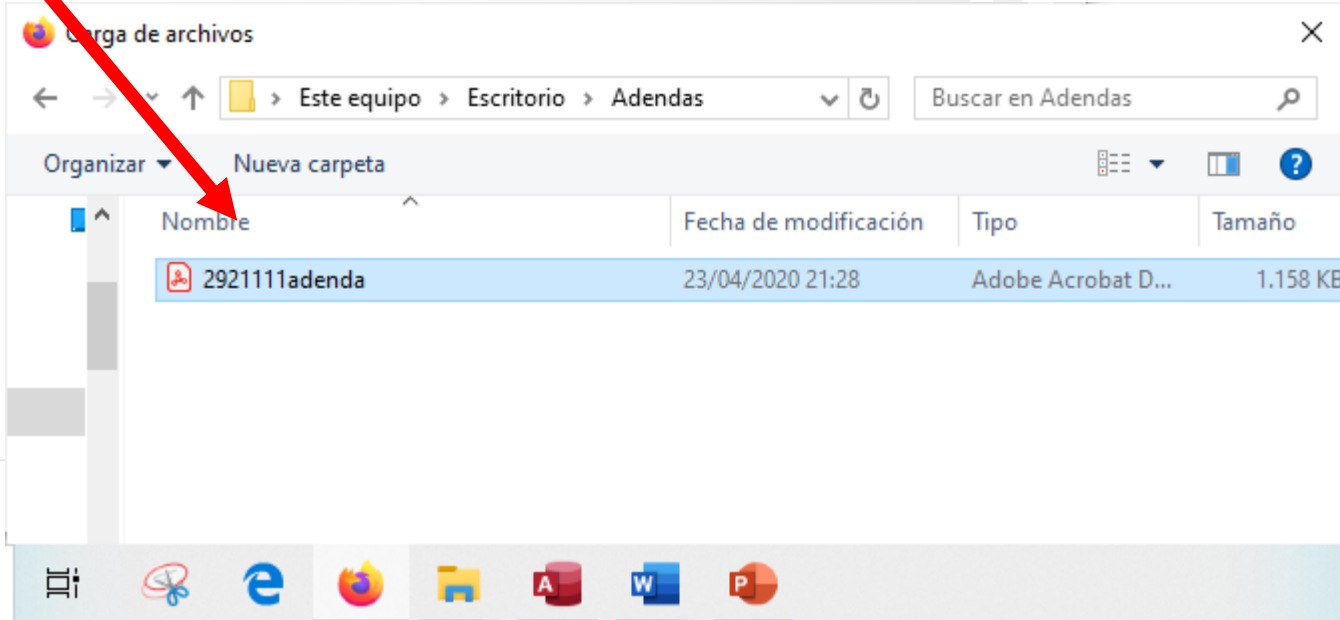 Carga de archivos
Este equipo > Escritorio > Adendas
Buscar en Adendas
Organizar
Nueva carpeta
?
Nombre
Fecha de modificación
Tipo
Tamaño
2921111adenda
23/04/2020 21:28
Adobe Acrobat D...
1.158 KB
A
W
P